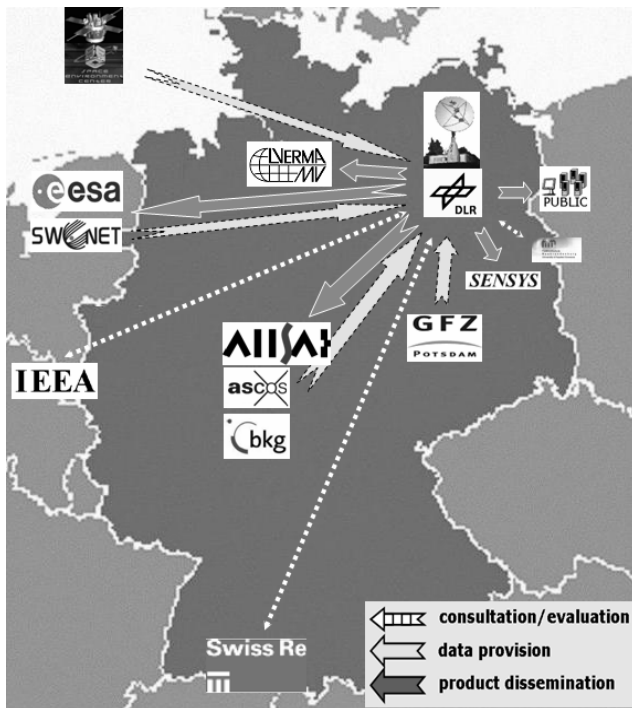 SPACE
ENVIRONMENT
CENTER
LVERMA
MV
esa
SWENET
DLR
PUBLIC
SENSYS
GFZ
POTSDAM
AllSAt
ascos
bkg
IEEA
Swiss Re
consultation/evaluation
data provision
product dissemination